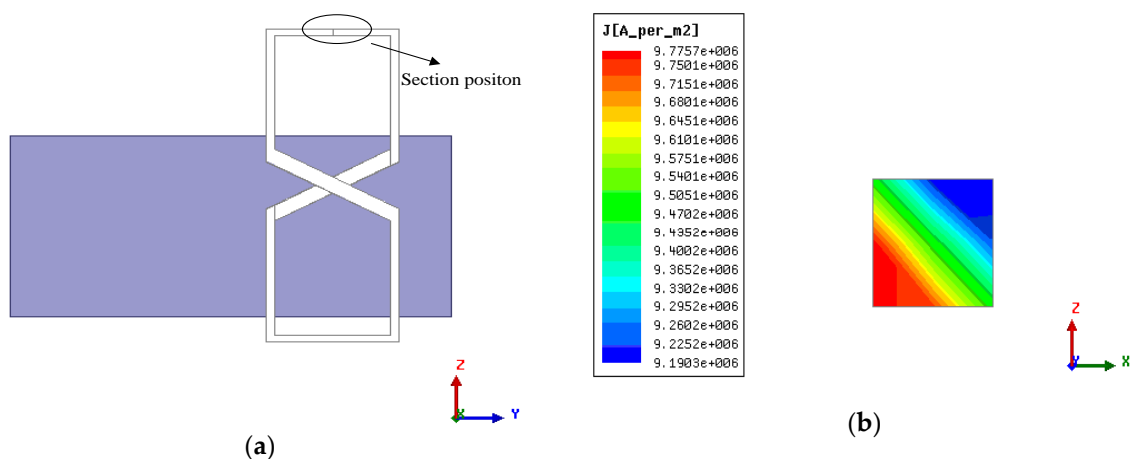 Section positon
Z
X
Y
(a)
J[A_per_m2]
9.7757e+006
9.7501e+006
9.7151e+006
9.6801e+006
9.6451e+006
9.6101e+006
9.5751e+006
9.5401e+006
9.5051e+006
9.4702e+006
9.4352e+006
9.4002e+006
9.3652e+006
9.3302e+006
9.2952e+006
9.2602e+006
9.2252e+006
9.1903e+006
Z
Y
X
(b)